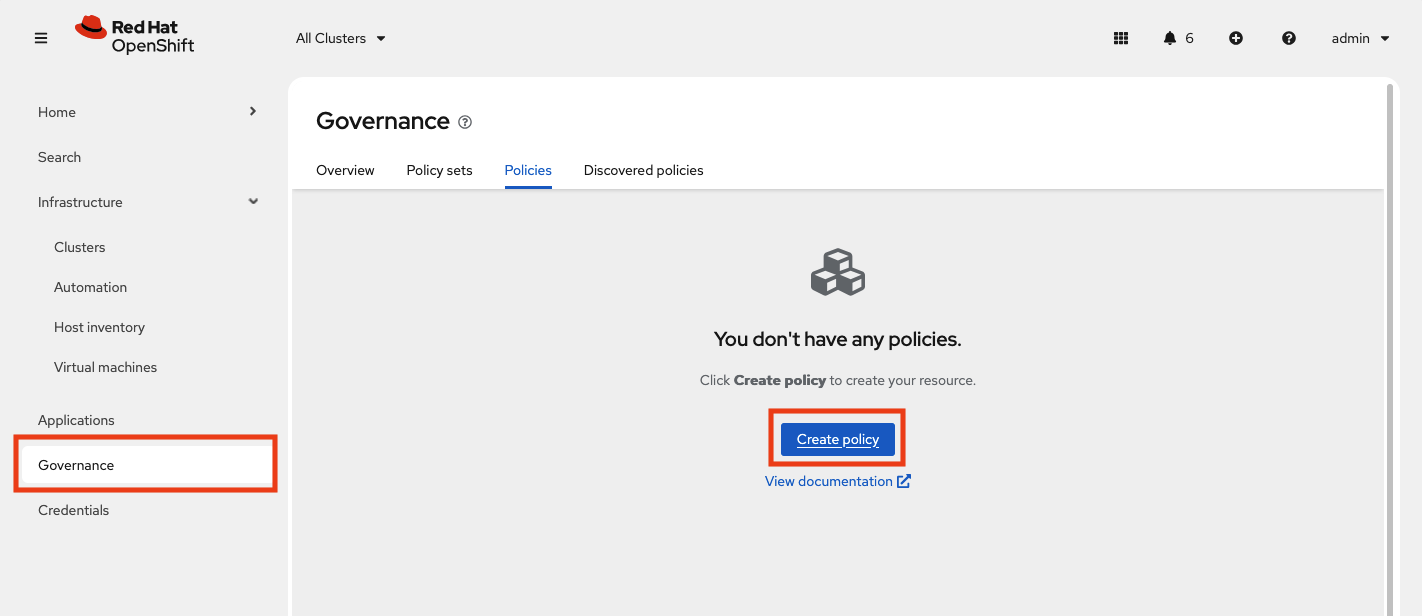 Red Hat
OpenShift
All Clusters
6
admin
Home
Search
Infrastructure
Clusters
Automation
Host inventory
Virtual machines
Applications
Governance
Credentials
Governance
Overview
Policy sets
Policies
Discovered policies
You don't have any policies.
Click Create policy to create your resource.
Create policy
View documentation